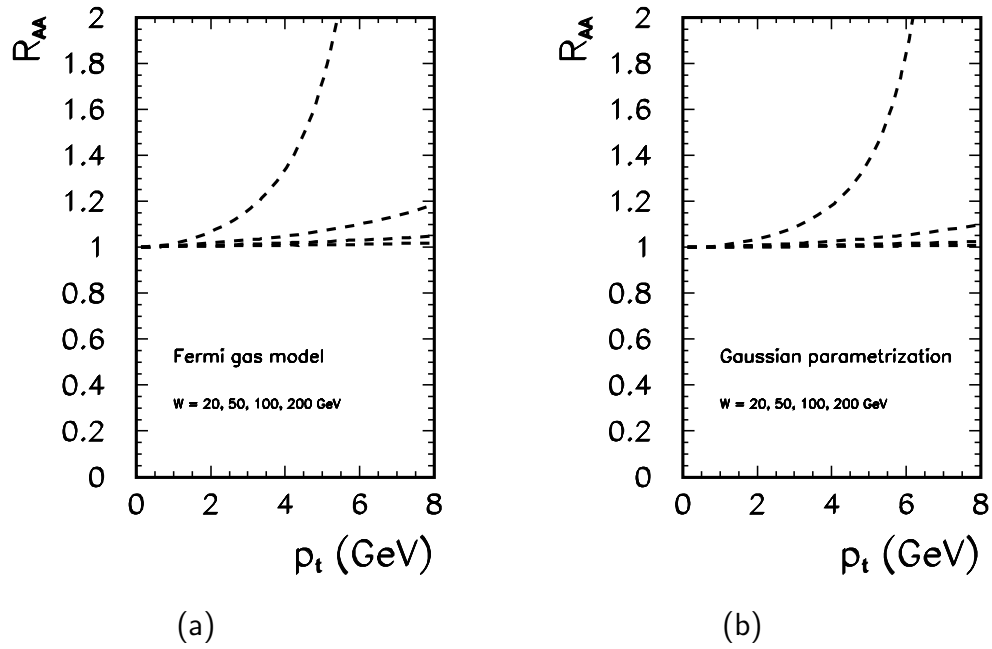 R_AA
2
1.8
1.6
1.4
1.2
1
0.8
0.6
0.4
0.2
0
Fermi gas model
W = 20, 50, 100, 200 GeV
0 2 4 6 8
p_t (GeV)
(a)
R_AA
2
1.8
1.6
1.4
1.2
1
0.8
0.6
0.4
0.2
0
Gaussian parametrization
W = 20, 50, 100, 200 GeV
0 2 4 6 8
p_t (GeV)
(b)